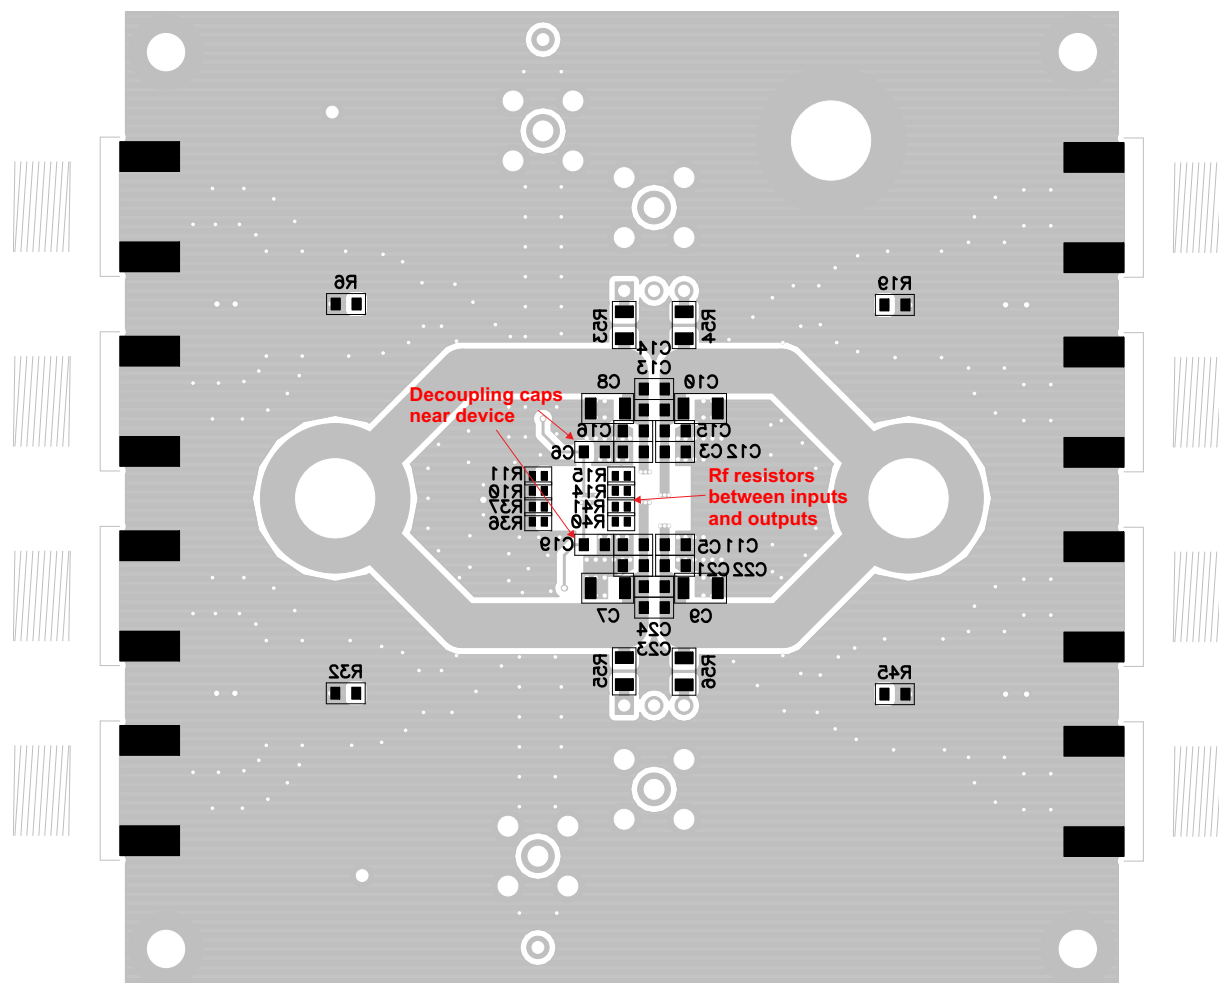 R6
R19
R53
R54
C14
C13
C8
C10
Decoupling caps
near device
C16
C15
C6
C3
C12
R11
R15
R10
R14
R37
R41
R36
R40
Rf resistors
between inputs
and outputs
C19
C5
C11
C21
C22
C7
C9
C24
C23
R55
R56
R32
R45